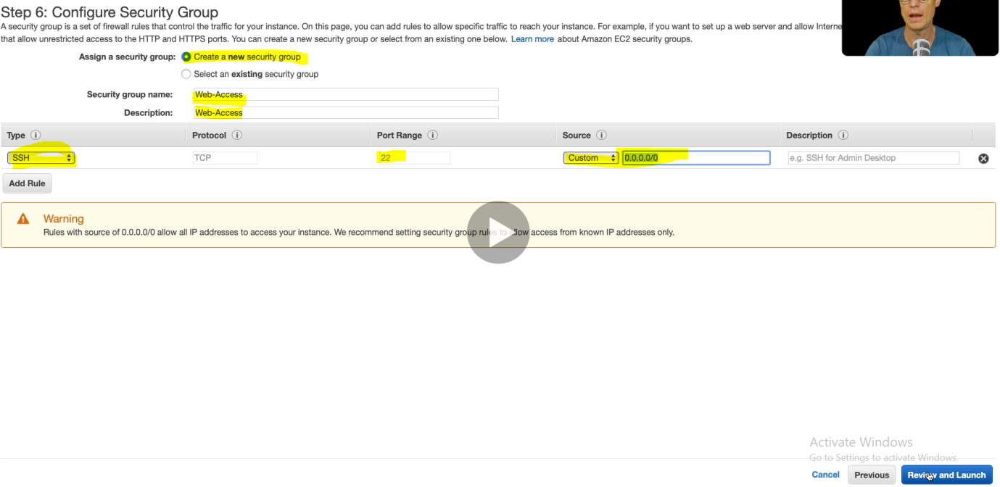 Step 6: Configure Security Group
A security group is a set of firewall rules that control the traffic for your instance. On this page, you can add rules to allow specific traffic to reach your instance. For example, if you want to set up a web server and allow Interne
that allow unrestricted access to the HTTP and HTTPS ports. You can create a new security group or select from an existing one below. Learn more about Amazon EC2 security groups.
Assign a security group: Create a new security group
Select an existing security group
Security group name: Web-Access
Description: Web-Access
Type Protocol Port Range Source Description
SSH TCP 22 Custom 0.0.0.0/0 e.g. SSH for Admin Desktop
Add Rule
Warning
Rules with source of 0.0.0.0/0 allow all IP addresses to access your instance. We recommend setting security group rules to allow access from known IP addresses only.
Activate Windows
Go to Settings to activate Windows.
Cancel Previous Review and Launch